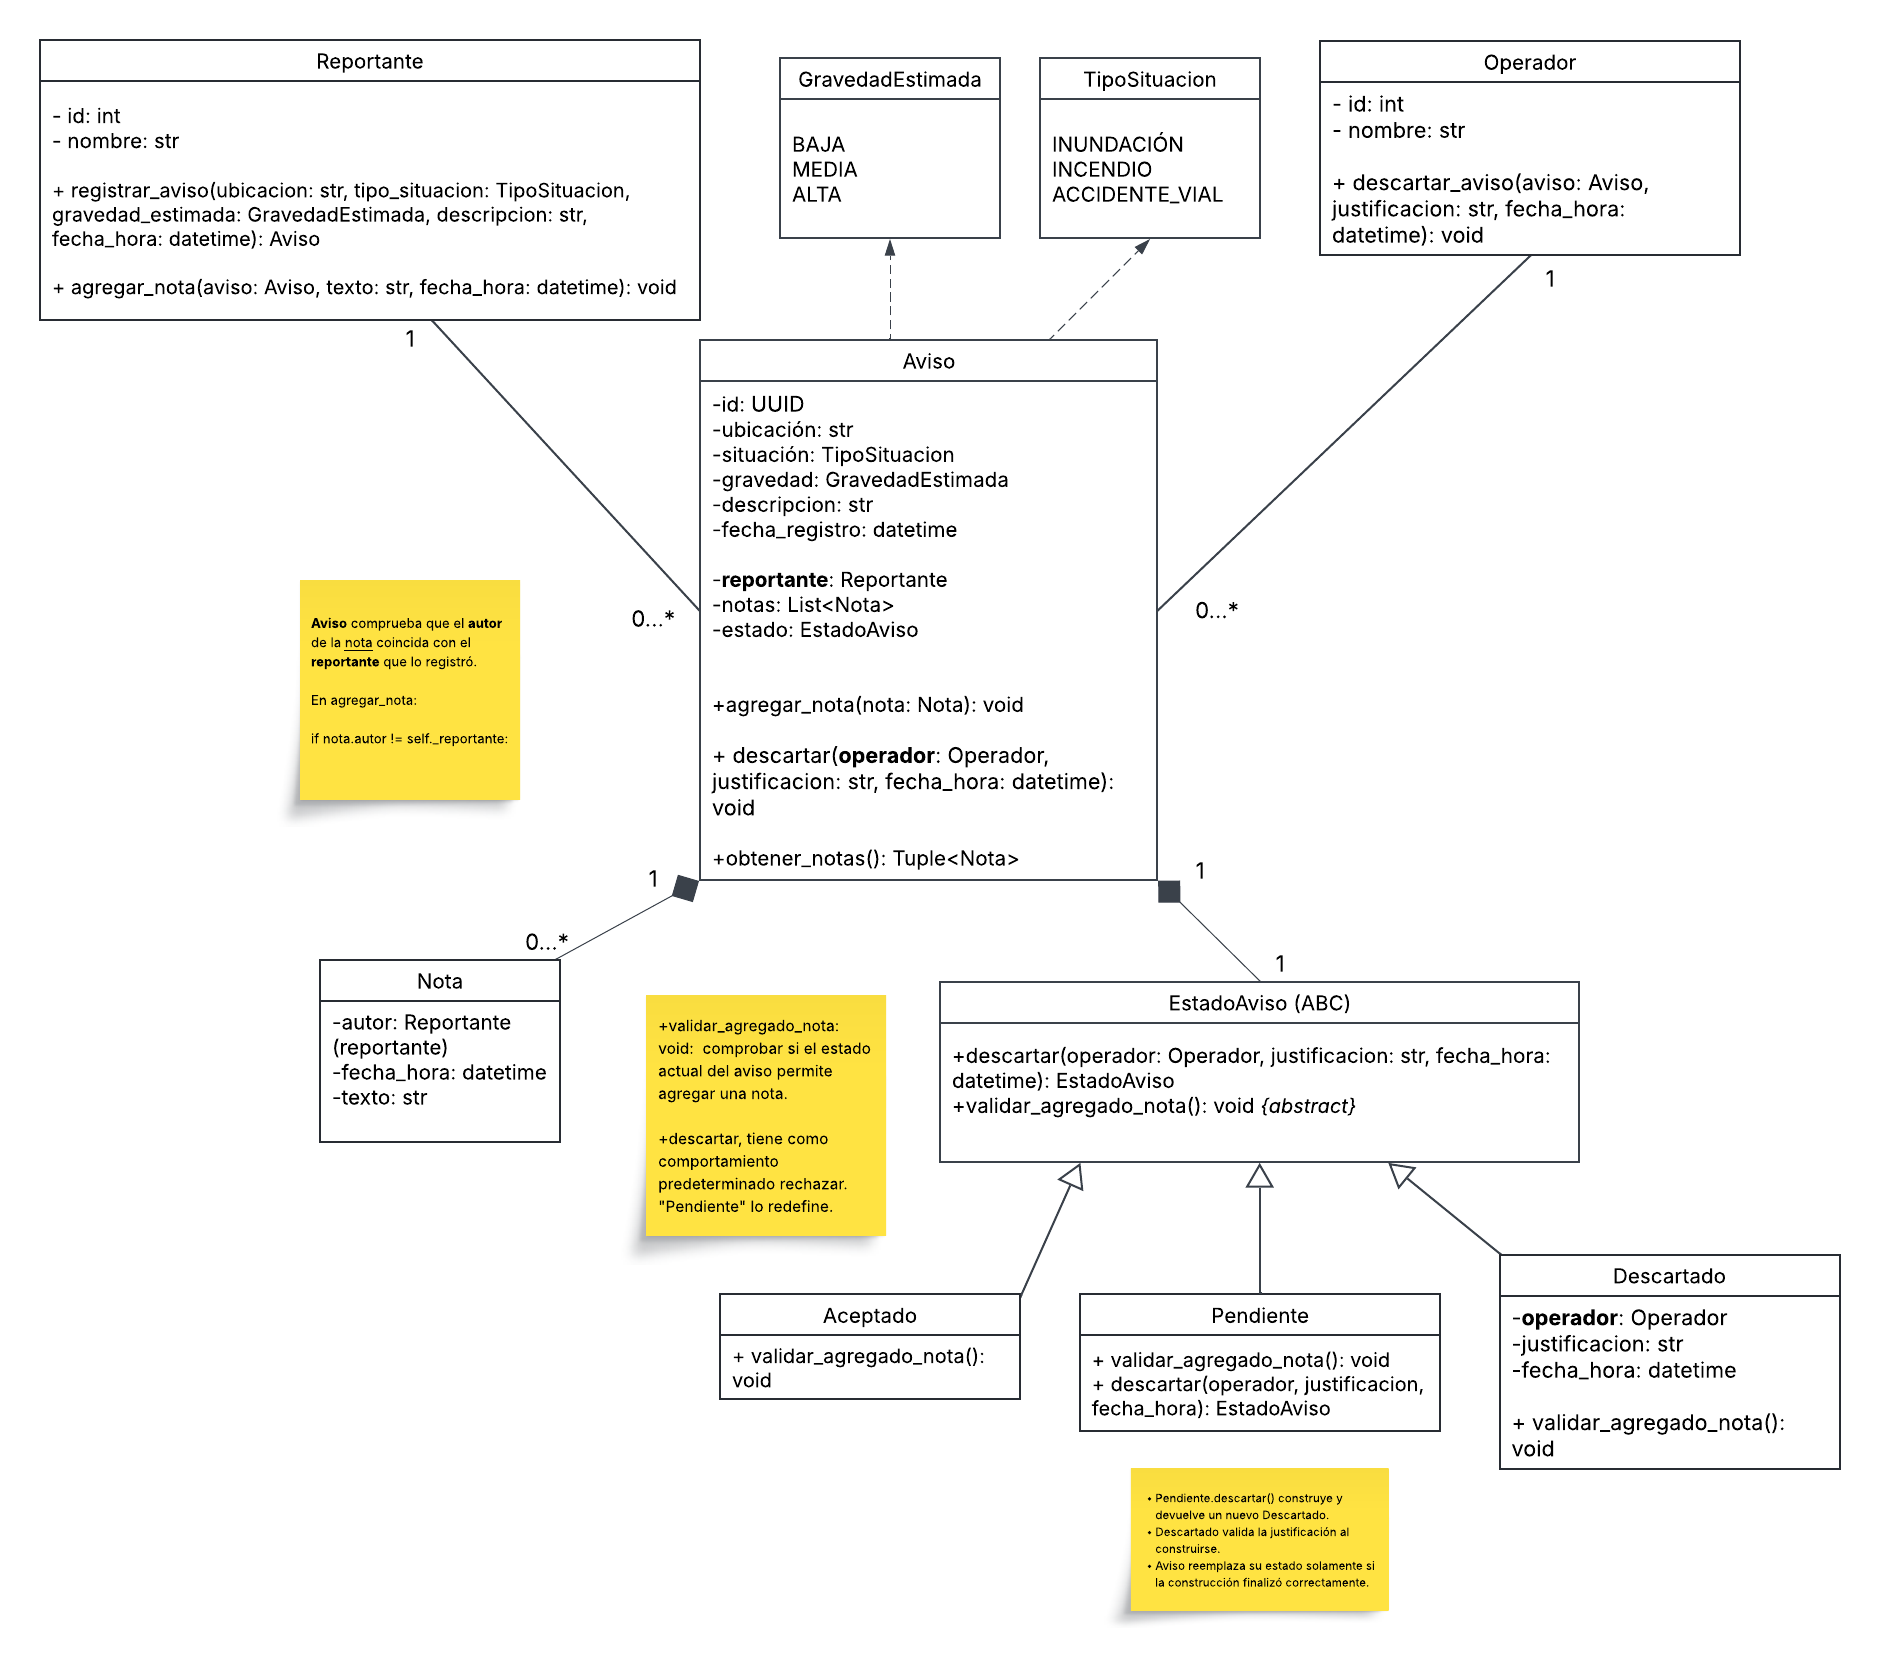 Reportante
- id: int
- nombre: str
+ registrar_aviso(ubicacion: str, tipo_situacion: TipoSituacion,
gravedad_estimada: GravedadEstimada, descripcion: str,
fecha_hora: datetime): Aviso
+ agregar_nota(aviso: Aviso, texto: str, fecha_hora: datetime): void
GravedadEstimada
BAJA
MEDIA
ALTA
TipoSituacion
INUNDACIÓN
INCENDIO
ACCIDENTE_VIAL
Operador
- id: int
- nombre: str
+ descartar_aviso(aviso: Aviso,
justificacion: str, fecha_hora:
datetime): void
1
1
Aviso
-id: UUID
-ubicación: str
-situación: TipoSituacion
-gravedad: GravedadEstimada
-descripcion: str
-fecha_registro: datetime
-reportante: Reportante
-notas: List<Nota>
-estado: EstadoAviso
+agregar_nota(nota: Nota): void
+ descartar(operador: Operador,
justificacion: str, fecha_hora: datetime):
void
+obtener_notas(): Tuple<Nota>
0...*
0...*
Aviso comprueba que el autor
de la nota coincida con el
reportante que lo registró.
En agregar_nota:
if nota.autor != self._reportante:
1
1
0...*
1
Nota
-autor: Reportante
(reportante)
-fecha_hora: datetime
-texto: str
+validar_agregado_nota:
void:  comprobar si el estado
actual del aviso permite
agregar una nota.
+descartar, tiene como
comportamiento
predeterminado rechazar.
"Pendiente" lo redefine.
EstadoAviso (ABC)
+descartar(operador: Operador, justificacion: str, fecha_hora:
datetime): EstadoAviso
+validar_agregado_nota(): void {abstract}
Aceptado
+ validar_agregado_nota():
void
Pendiente
+ validar_agregado_nota(): void
+ descartar(operador, justificacion,
fecha_hora): EstadoAviso
Descartado
-operador: Operador
-justificacion: str
-fecha_hora: datetime
+ validar_agregado_nota():
void
• Pendiente.descartar() construye y
devuelve un nuevo Descartado.
• Descartado valida la justificación al
construirse.
• Aviso reemplaza su estado solamente si
la construcción finalizó correctamente.